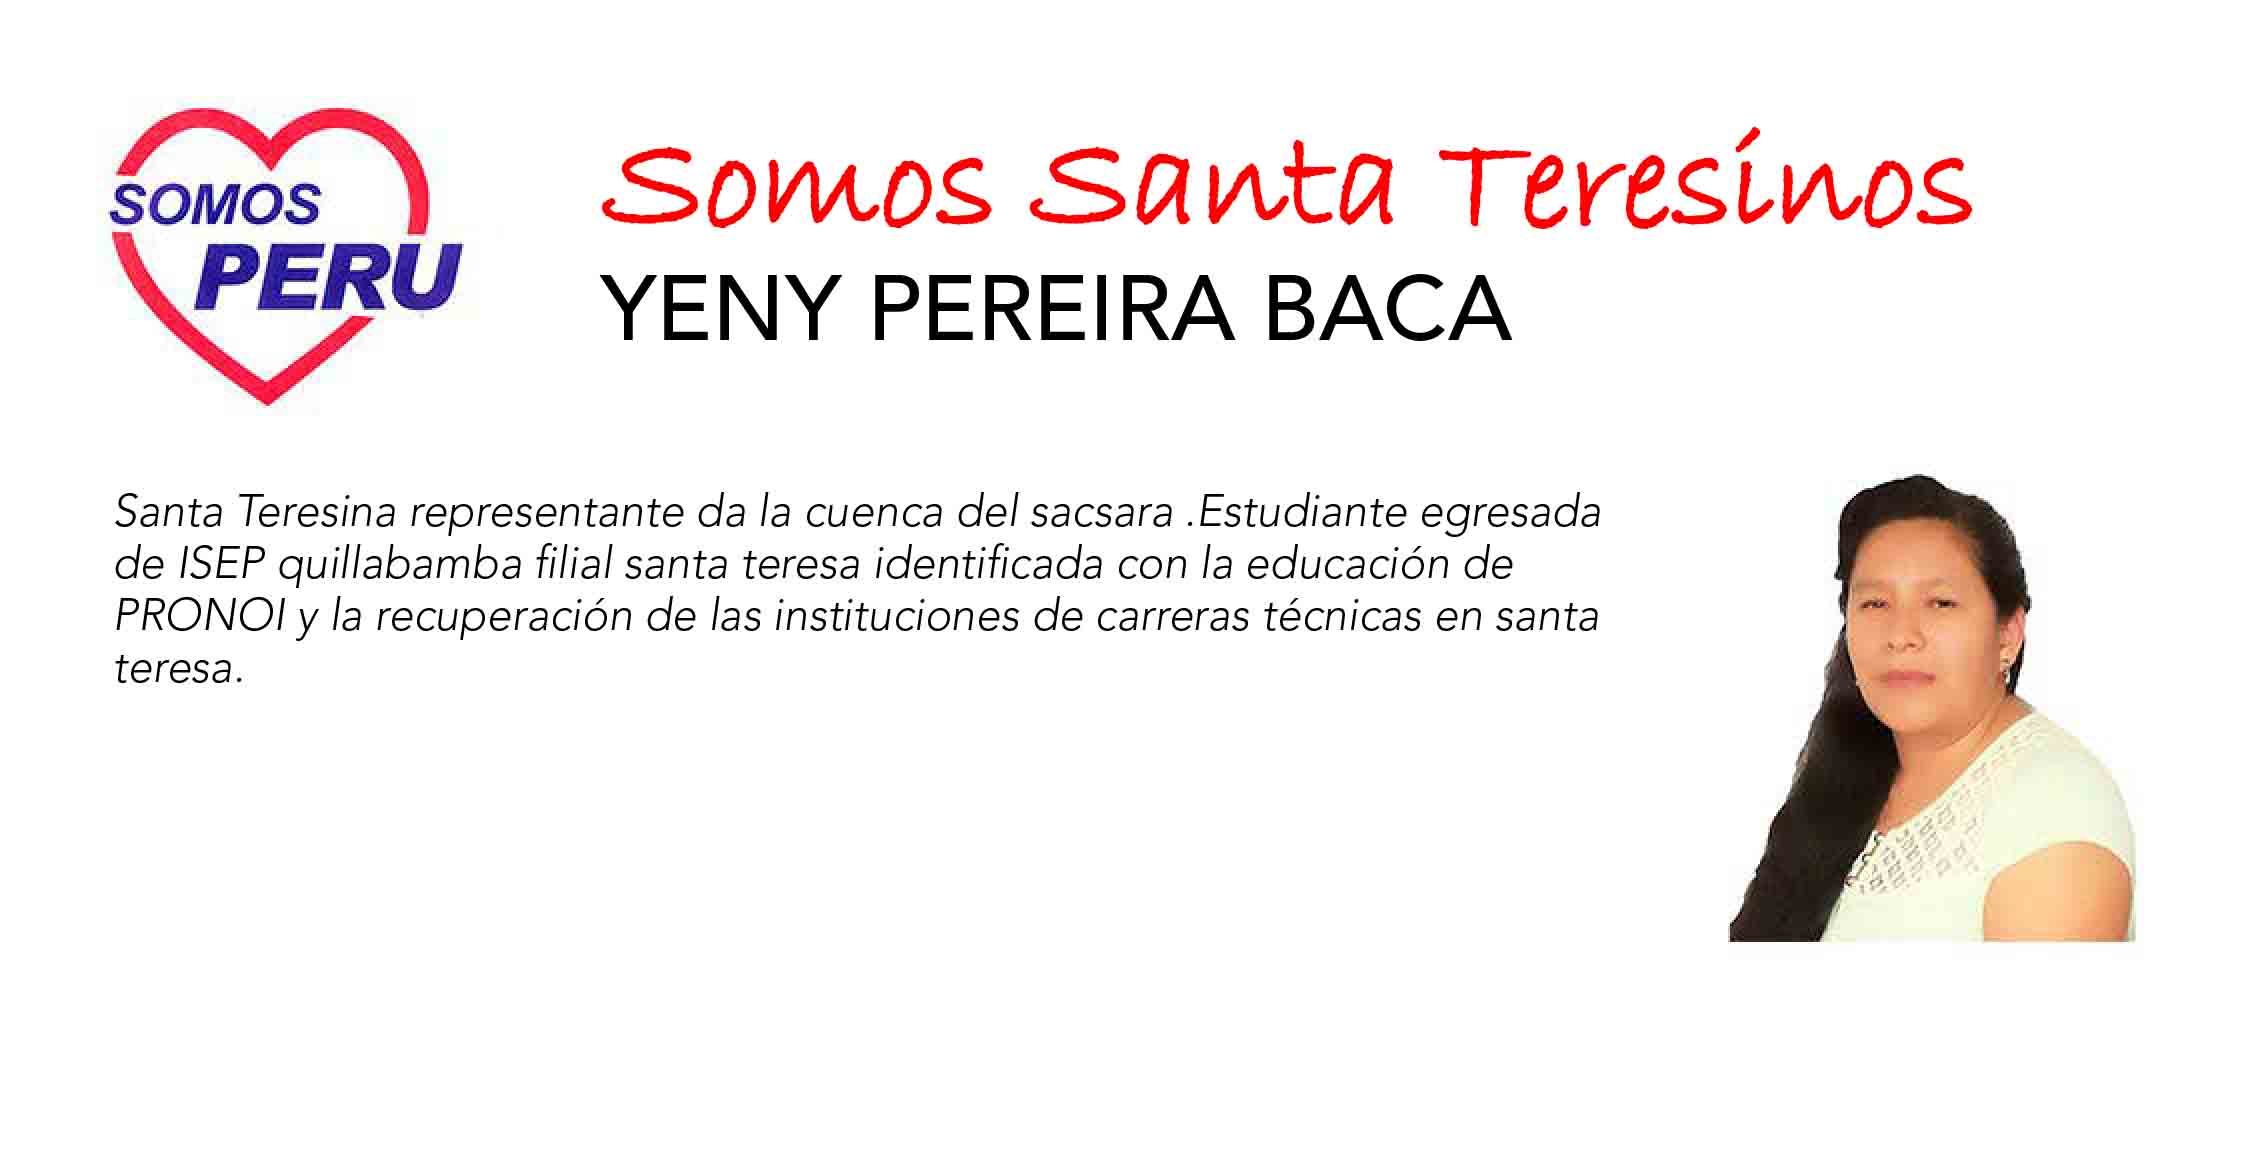 SOMOS
PERU
Somos Santa Teresinos
YENY PEREIRA BACA
Santa Teresina representante da la cuenca del sacsara .Estudiante egresada
de ISEP quillabamba filial santa teresa identificada con la educación de
PRONOI y la recuperación de las instituciones de carreras técnicas en santa
teresa.